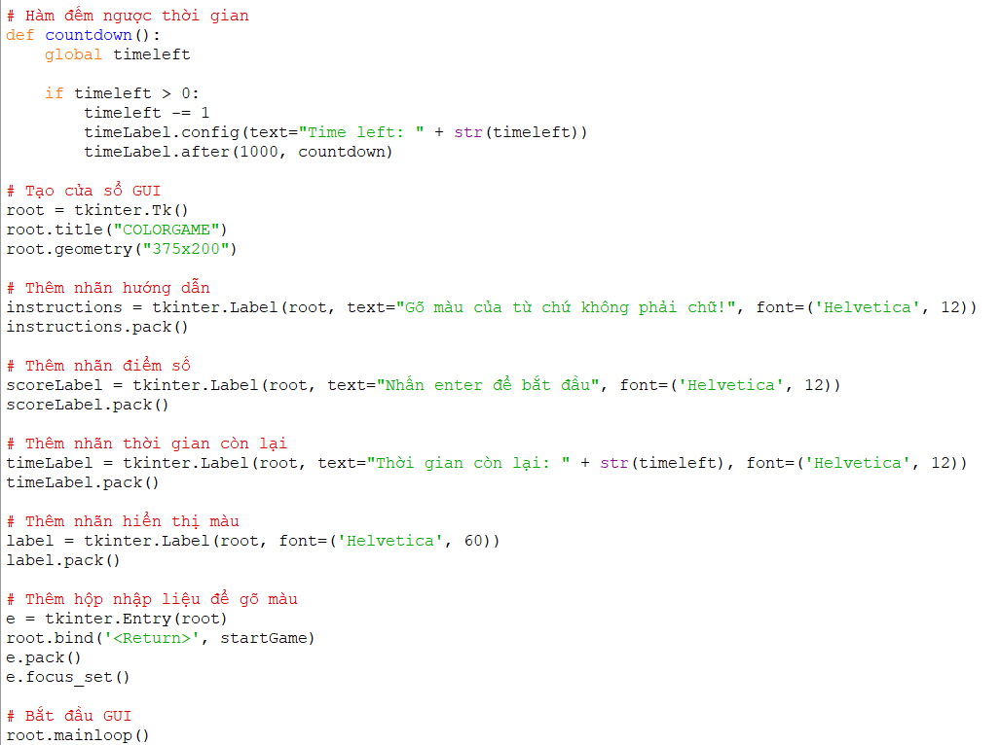 # Hàm đếm ngược thời gian
def countdown():
    global timeleft

    if timeleft > 0:
        timeleft -= 1
        timeLabel.config(text="Time left: " + str(timeleft))
        timeLabel.after(1000, countdown)

# Tạo cửa sổ GUI
root = tkinter.Tk()
root.title("COLORGAME")
root.geometry("375x200")

# Thêm nhãn hướng dẫn
instructions = tkinter.Label(root, text="Gõ màu của từ chứ không phải chữ!", font=('Helvetica', 12))
instructions.pack()

# Thêm nhãn điểm số
scoreLabel = tkinter.Label(root, text="Nhấn enter để bắt đầu", font=('Helvetica', 12))
scoreLabel.pack()

# Thêm nhãn thời gian còn lại
timeLabel = tkinter.Label(root, text="Thời gian còn lại: " + str(timeleft), font=('Helvetica', 12))
timeLabel.pack()

# Thêm nhãn hiển thị màu
label = tkinter.Label(root, font=('Helvetica', 60))
label.pack()

# Thêm hộp nhập liệu để gõ màu
e = tkinter.Entry(root)
root.bind('<Return>', startGame)
e.pack()
e.focus_set()

# Bắt đầu GUI
root.mainloop()